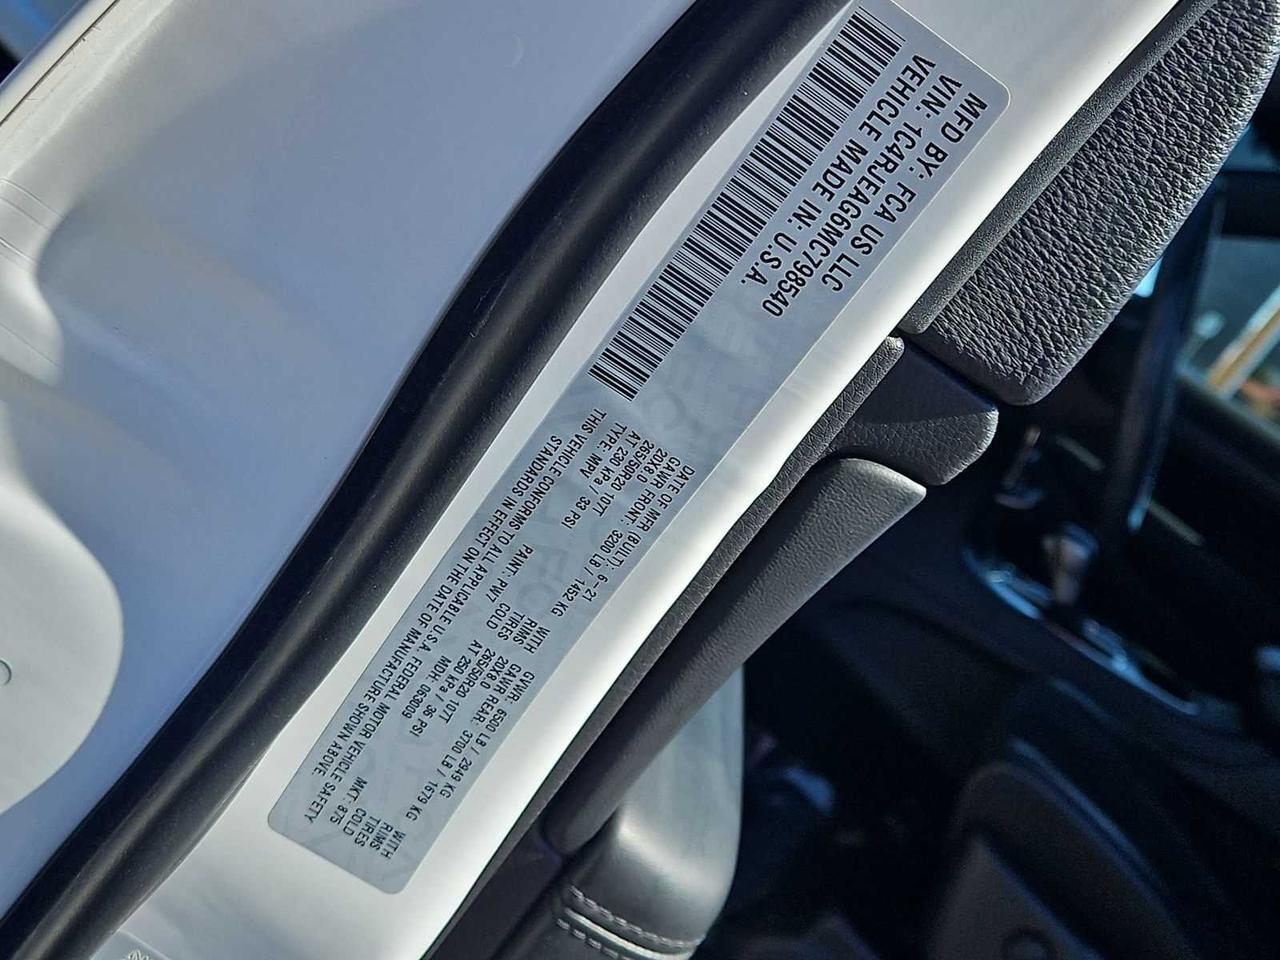 MFD BY: FCA US LLC
VIN: 1C4RJEAG6MC798540
VEHICLE MADE IN: U.S.A.
DATE OF MFR (BUILT): 6-21 GVWR: 6500 LB / 2949 KG
GAWR FRONT: 3200 LB / 1452 KG WITH GAWR REAR: 3700 LB / 1679 KG WITH
20X8.0 RIMS 20X8.0 RIMS
265/50R20 107T TIRES 265/50R20 107T TIRES
AT 230 kPa / 33 PSI COLD AT 250 kPa / 36 PSI COLD
TYPE: MPV PAINT: PW7 MDH: 063009 MKT: 875
THIS VEHICLE CONFORMS TO ALL APPLICABLE U.S.A. FEDERAL MOTOR VEHICLE SAFETY
STANDARDS IN EFFECT ON THE DATE OF MANUFACTURE SHOWN ABOVE